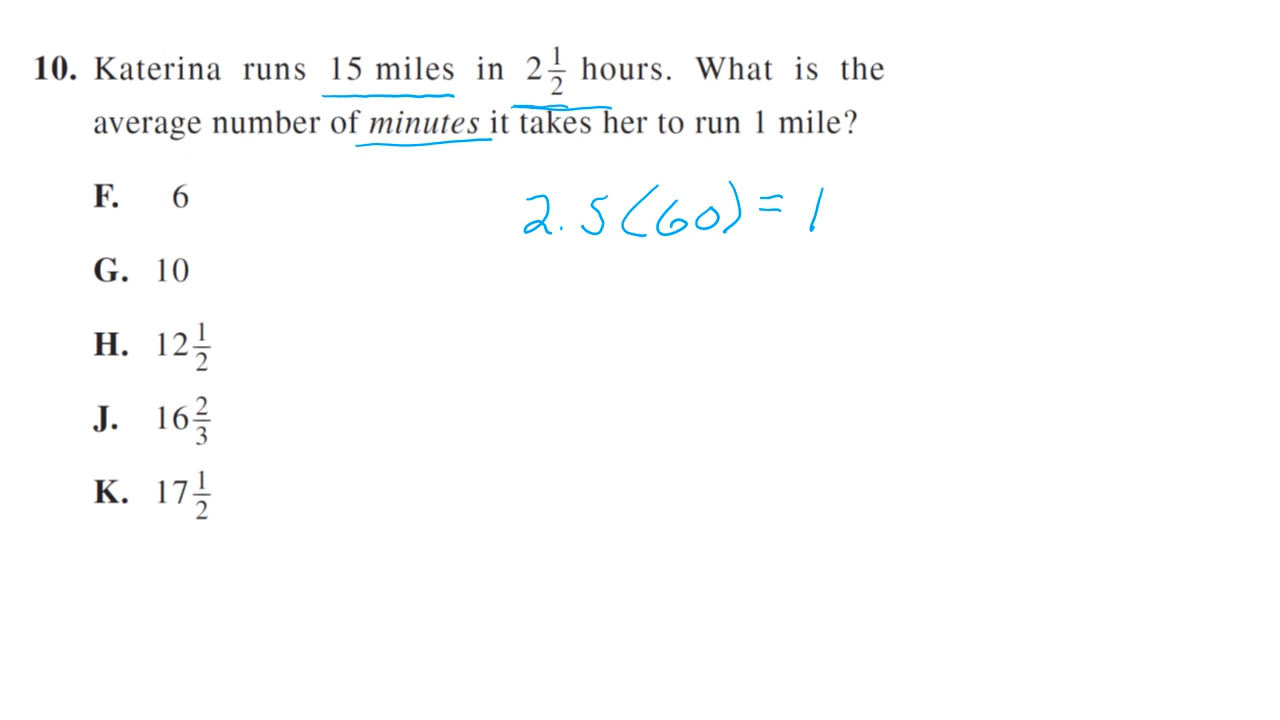 10. Katerina runs 15 miles in 2 1/2 hours. What is the
average number of minutes it takes her to run 1 mile?
F. 6
2.5(60) = 1
G. 10
H. 12 1/2
J. 16 2/3
K. 17 1/2